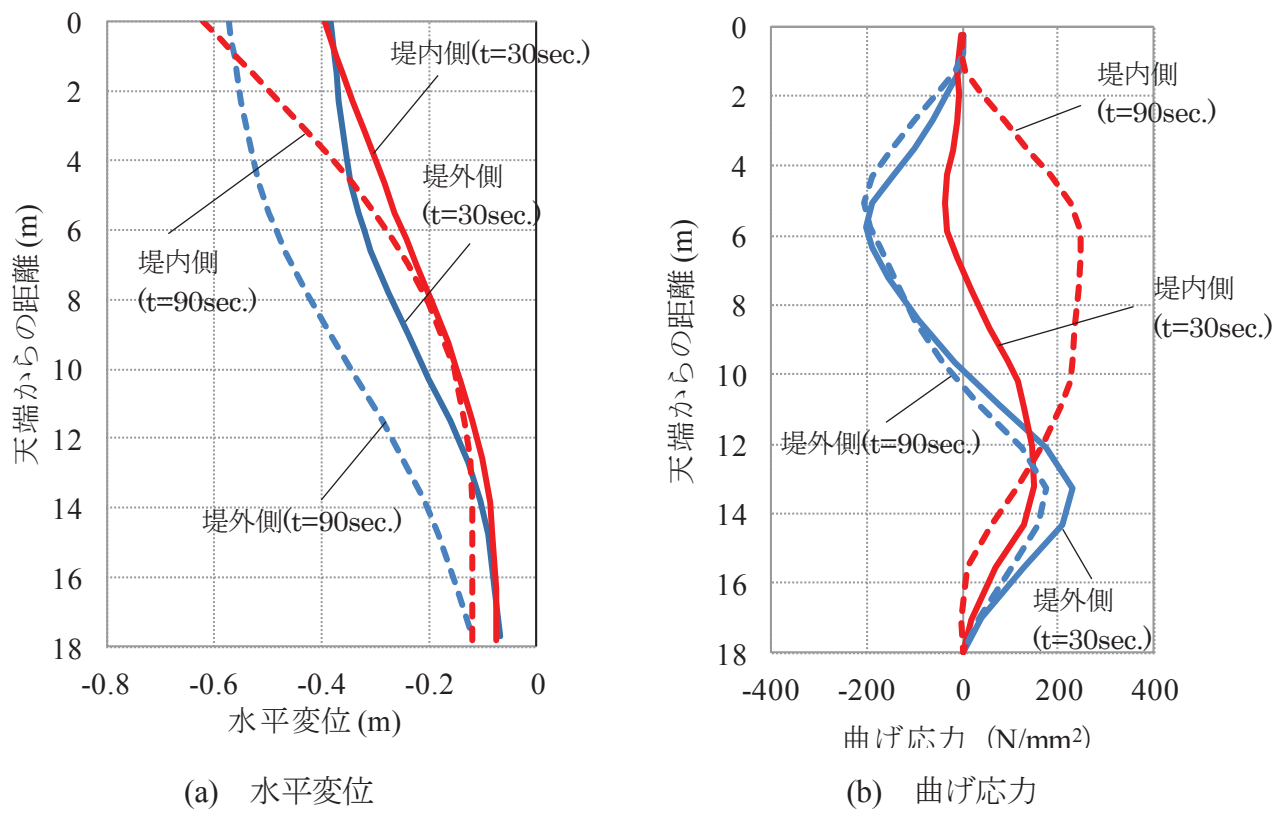 0
2
4
6
8
10
12
14
16
18
天端からの距離 (m)
堤内側(t=30sec.)
堤外側
(t=30sec.)
堤内側
(t=90sec.)
堤外側(t=90sec.)
-0.8
-0.6
-0.4
-0.2
0
水平変位 (m)
(a) 水平変位
0
2
4
6
8
10
12
14
16
18
天端からの距離 (m)
堤内側
(t=90sec.)
堤内側
(t=30sec.)
堤外側(t=90sec.)
堤外側
(t=30sec.)
-400
-200
0
200
400
曲げ応力 (N/mm²)
(b) 曲げ応力